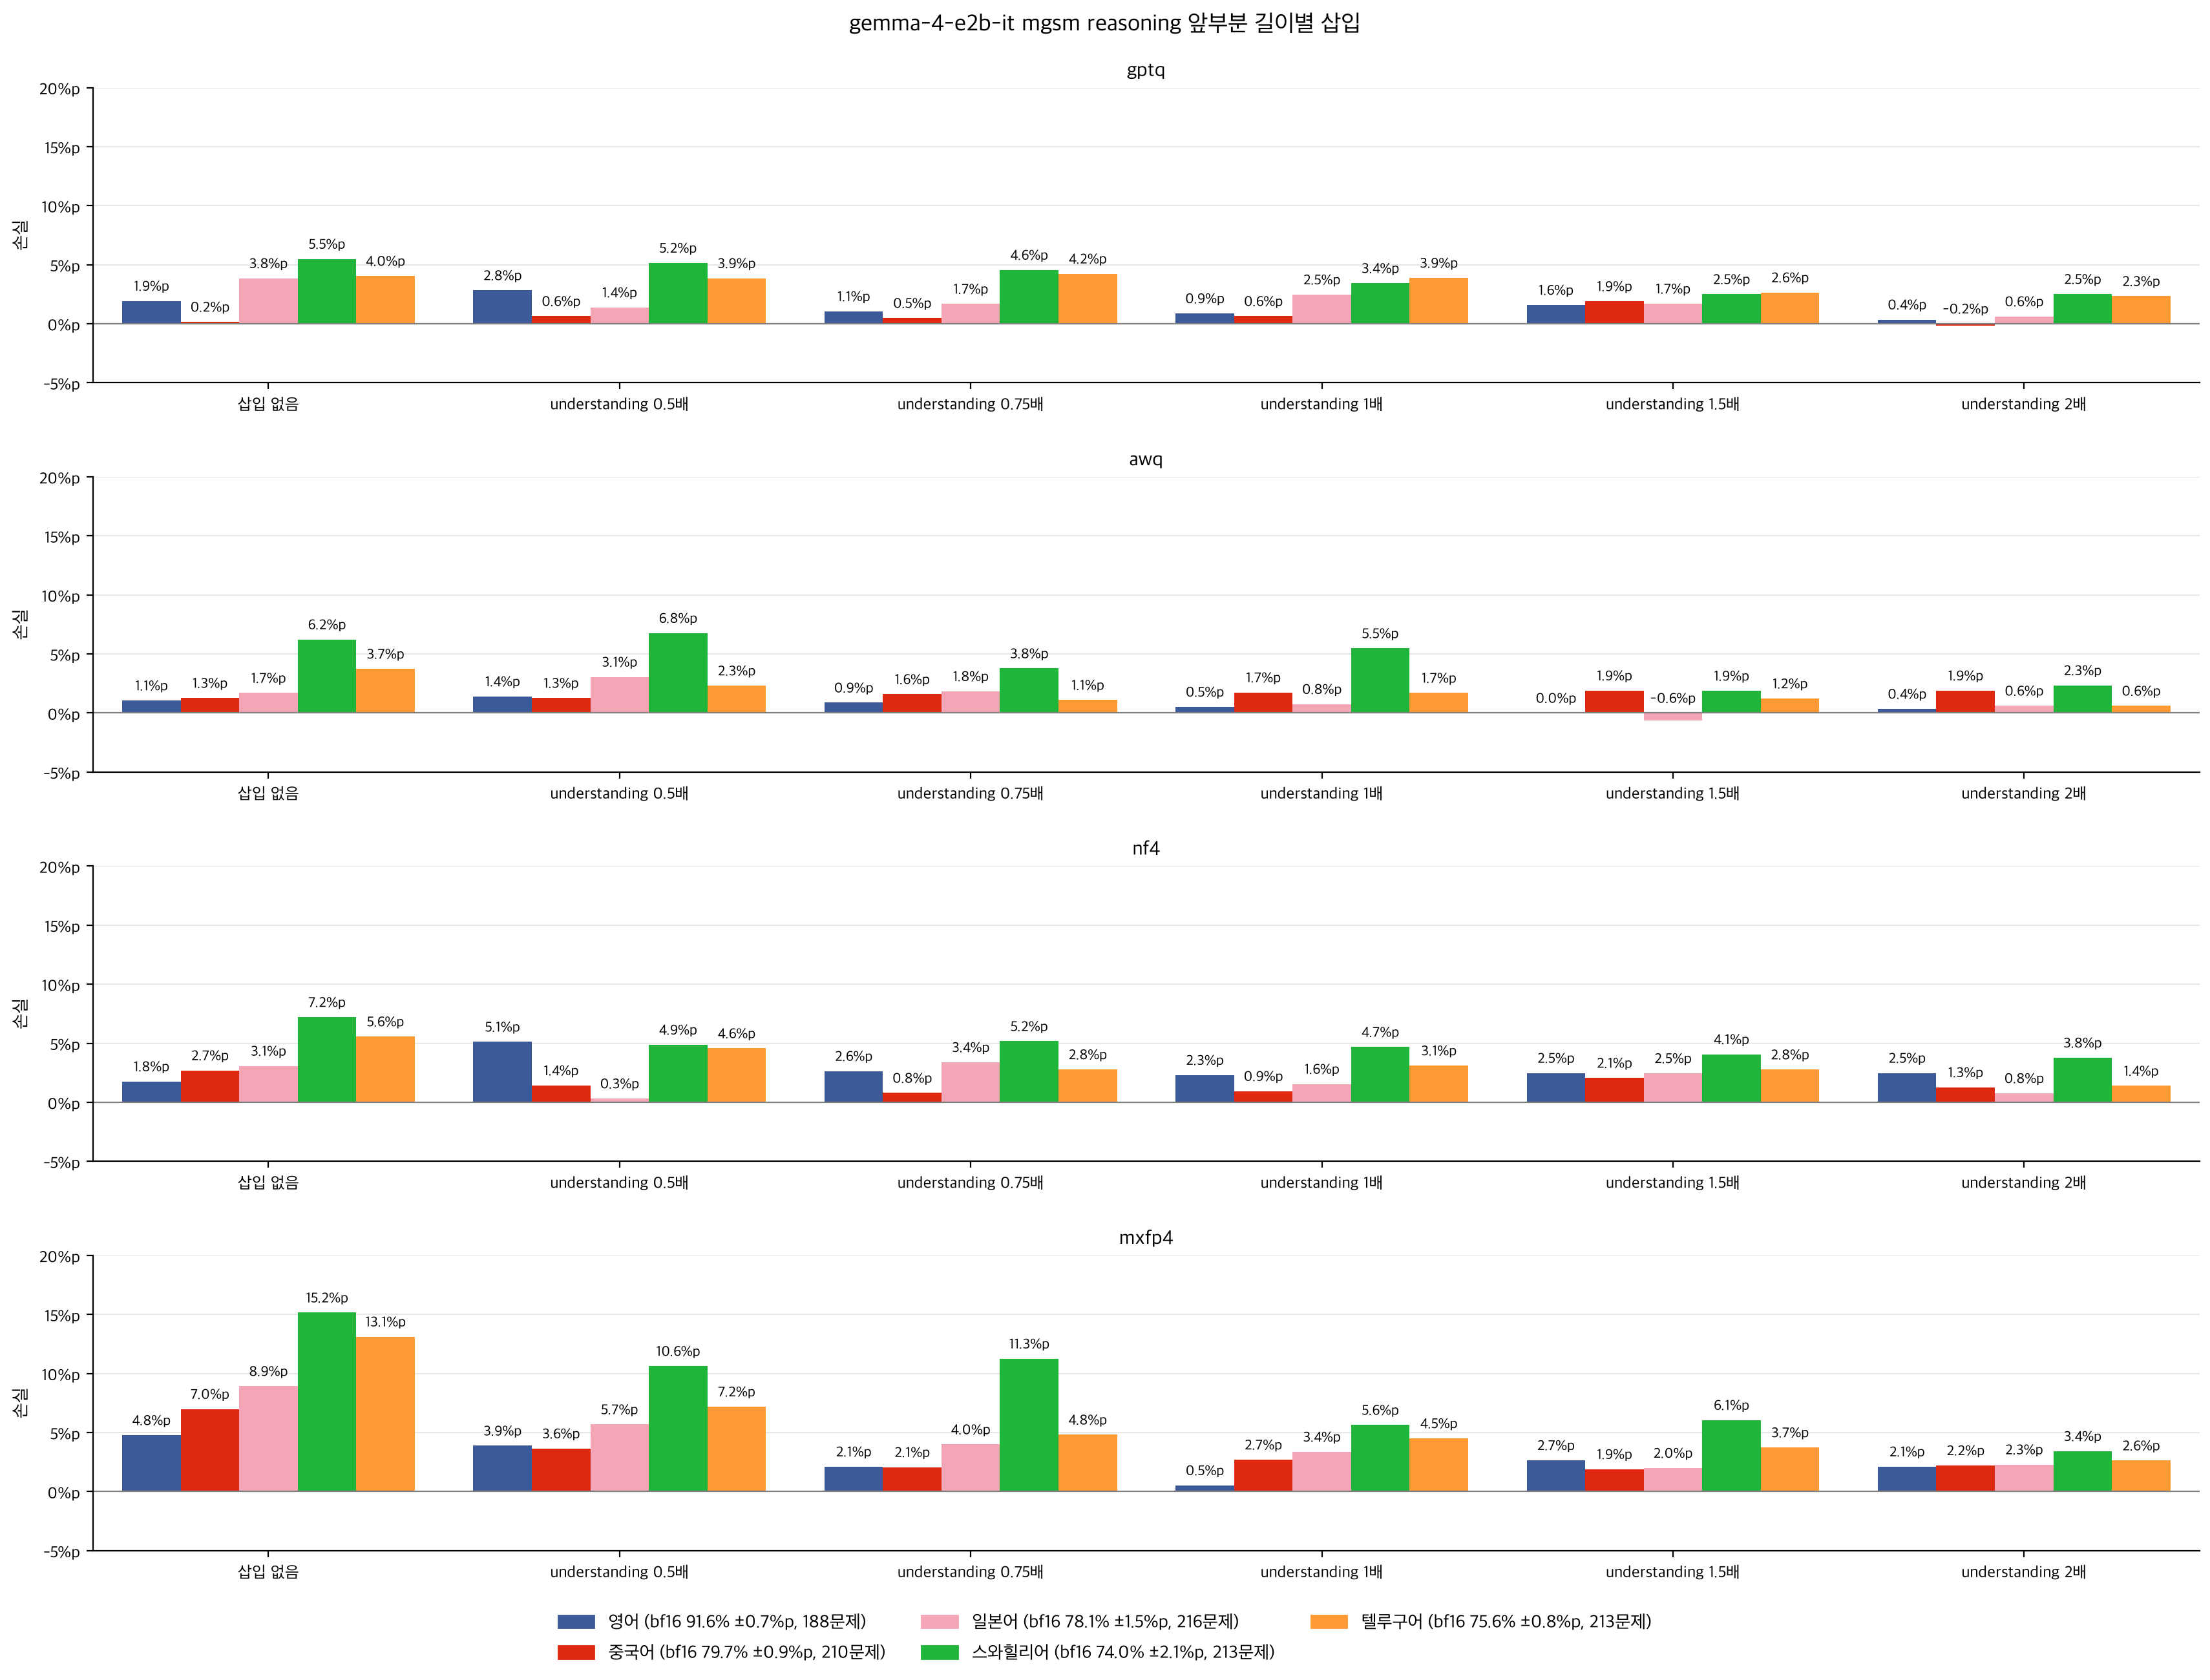 gemma-4-e2b-it mgsm reasoning 앞부분 길이별 삽입
gptq
20%p
15%p
10%p
5%p
0%p
-5%p
손실
1.9%p 0.2%p 3.8%p 5.5%p 4.0%p
2.8%p 0.6%p 1.4%p 5.2%p 3.9%p
1.1%p 0.5%p 1.7%p 4.6%p 4.2%p
0.9%p 0.6%p 2.5%p 3.4%p 3.9%p
1.6%p 1.9%p 1.7%p 2.5%p 2.6%p
0.4%p -0.2%p 0.6%p 2.5%p 2.3%p
삽입 없음 understanding 0.5배 understanding 0.75배 understanding 1배 understanding 1.5배 understanding 2배
awq
20%p
15%p
10%p
5%p
0%p
-5%p
손실
1.1%p 1.3%p 1.7%p 6.2%p 3.7%p
1.4%p 1.3%p 3.1%p 6.8%p 2.3%p
0.9%p 1.6%p 1.8%p 3.8%p 1.1%p
0.5%p 1.7%p 0.8%p 5.5%p 1.7%p
0.0%p 1.9%p -0.6%p 1.9%p 1.2%p
0.4%p 1.9%p 0.6%p 2.3%p 0.6%p
삽입 없음 understanding 0.5배 understanding 0.75배 understanding 1배 understanding 1.5배 understanding 2배
nf4
20%p
15%p
10%p
5%p
0%p
-5%p
손실
1.8%p 2.7%p 3.1%p 7.2%p 5.6%p
5.1%p 1.4%p 0.3%p 4.9%p 4.6%p
2.6%p 0.8%p 3.4%p 5.2%p 2.8%p
2.3%p 0.9%p 1.6%p 4.7%p 3.1%p
2.5%p 2.1%p 2.5%p 4.1%p 2.8%p
2.5%p 1.3%p 0.8%p 3.8%p 1.4%p
삽입 없음 understanding 0.5배 understanding 0.75배 understanding 1배 understanding 1.5배 understanding 2배
mxfp4
20%p
15%p
10%p
5%p
0%p
-5%p
손실
4.8%p 7.0%p 8.9%p 15.2%p 13.1%p
3.9%p 3.6%p 5.7%p 10.6%p 7.2%p
2.1%p 2.1%p 4.0%p 11.3%p 4.8%p
0.5%p 2.7%p 3.4%p 5.6%p 4.5%p
2.7%p 1.9%p 2.0%p 6.1%p 3.7%p
2.1%p 2.2%p 2.3%p 3.4%p 2.6%p
삽입 없음 understanding 0.5배 understanding 0.75배 understanding 1배 understanding 1.5배 understanding 2배
영어 (bf16 91.6% ±0.7%p, 188문제) 일본어 (bf16 78.1% ±1.5%p, 216문제) 텔루구어 (bf16 75.6% ±0.8%p, 213문제)
중국어 (bf16 79.7% ±0.9%p, 210문제) 스와힐리어 (bf16 74.0% ±2.1%p, 213문제)